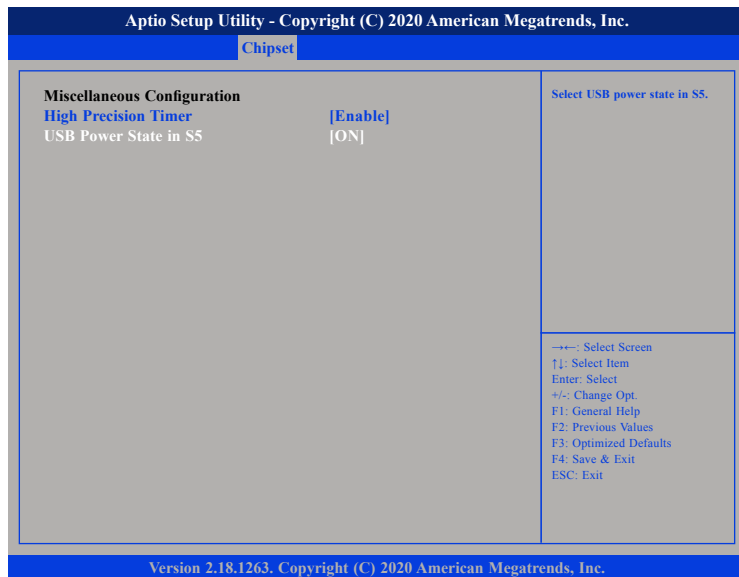 Aptio Setup Utility - Copyright (C) 2020 American Megatrends, Inc.
Chipset
Miscellaneous Configuration
High Precision Timer [Enable]
USB Power State in S5 [ON]
Select USB power state in S5.
→←: Select Screen
↑↓: Select Item
Enter: Select
+/-: Change Opt.
F1: General Help
F2: Previous Values
F3: Optimized Defaults
F4: Save & Exit
ESC: Exit
Version 2.18.1263. Copyright (C) 2020 American Megatrends, Inc.